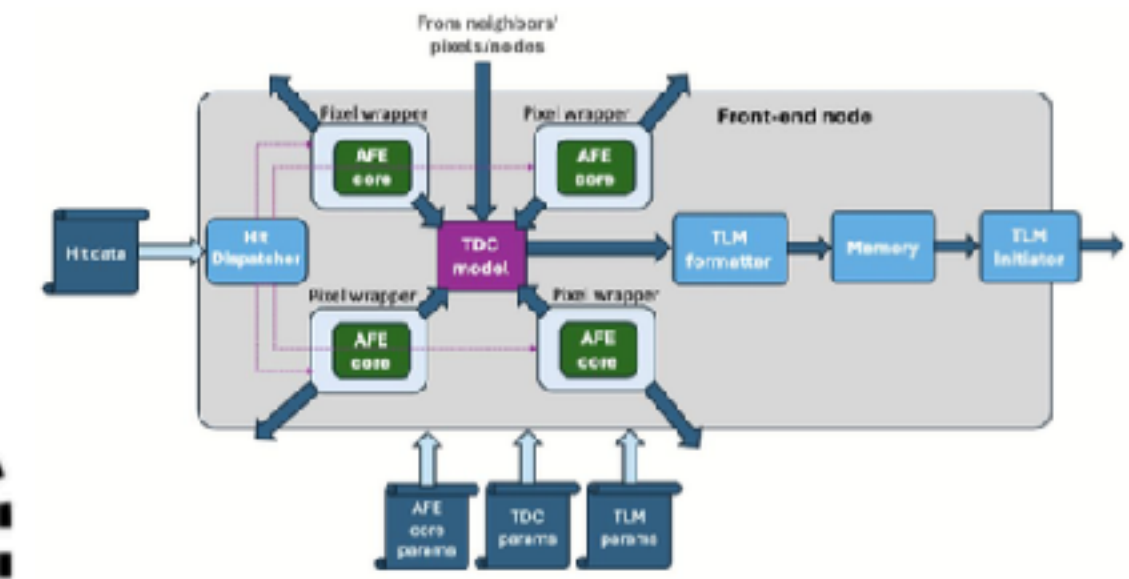 From neighbors'
pixels/nodes
Pixel wrapper
Pixel wrapper
Front-end node
AFE
core
AFE
core
Hit data
Hit
Dispatcher
TDC
model
TLM
formatter
Memory
TLM
Initiator
Pixel wrapper
Pixel wrapper
AFE
core
AFE
core
AFE
core
params
TDC
params
TLM
params